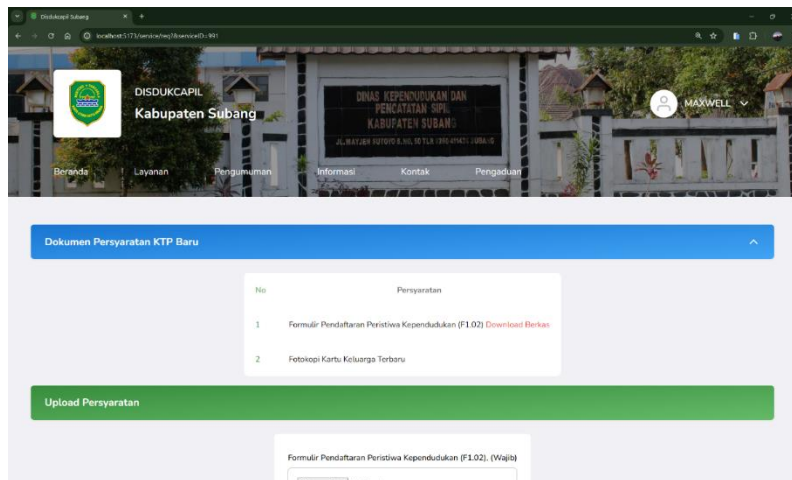 Disdukcapil Subang
localhost:5173/service/req?&serviceID=991
DISDUKCAPIL
Kabupaten Subang
DINAS KEPENDUDUKAN DAN
PENCATATAN SIPIL
KABUPATEN SUBANG
MAXWELL
Beranda Layanan Pengumuman Informasi Kontak Pengaduan
Dokumen Persyaratan KTP Baru
No Persyaratan
1 Formulir Pendaftaran Peristiwa Kependudukan (F1.02) Download Berkas
2 Fotokopi Kartu Keluarga Terbaru
Upload Persyaratan
Formulir Pendaftaran Peristiwa Kependudukan (F1.02), (Wajib)